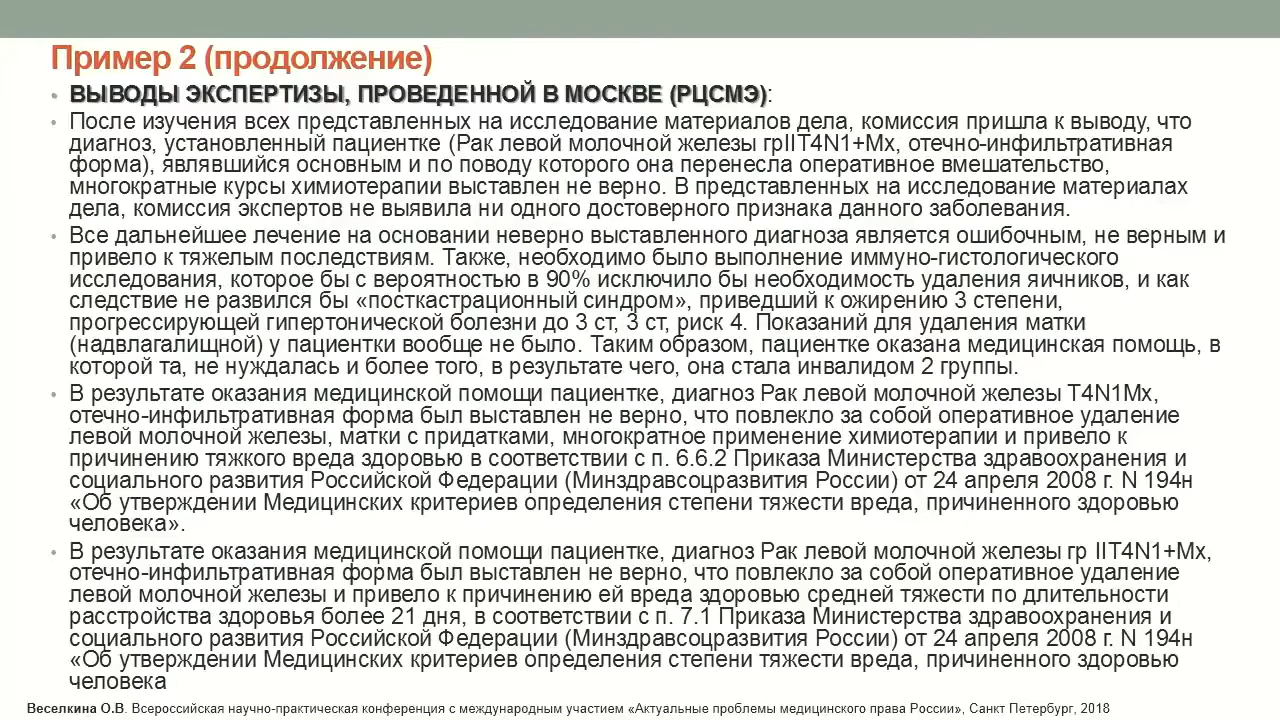 Пример 2 (продолжение)
• ВЫВОДЫ ЭКСПЕРТИЗЫ, ПРОВЕДЕННОЙ В МОСКВЕ (РЦСМЭ):
• После изучения всех представленных на исследование материалов дела, комиссия пришла к выводу, что
диагноз, установленный пациентке (Рак левой молочной железы грIIT4N1+Mx, отечно-инфильтративная
форма), являвшийся основным и по поводу которого она перенесла оперативное вмешательство,
многократные курсы химиотерапии выставлен не верно. В представленных на исследование материалах
дела, комиссия экспертов не выявила ни одного достоверного признака данного заболевания.
• Все дальнейшее лечение на основании неверно выставленного диагноза является ошибочным, не верным и
привело к тяжелым последствиям. Также, необходимо было выполнение иммуно-гистологического
исследования, которое бы с вероятностью в 90% исключило бы необходимость удаления яичников, и как
следствие не развился бы «посткастрационный синдром», приведший к ожирению 3 степени,
прогрессирующей гипертонической болезни до 3 ст, 3 ст, риск 4. Показаний для удаления матки
(надвлагалищной) у пациентки вообще не было. Таким образом, пациентке оказана медицинская помощь, в
которой та, не нуждалась и более того, в результате чего, она стала инвалидом 2 группы.
• В результате оказания медицинской помощи пациентке, диагноз Рак левой молочной железы T4N1Mx,
отечно-инфильтративная форма был выставлен не верно, что повлекло за собой оперативное удаление
левой молочной железы, матки с придатками, многократное применение химиотерапии и привело к
причинению тяжкого вреда здоровью в соответствии с п. 6.6.2 Приказа Министерства здравоохранения и
социального развития Российской Федерации (Минздравсоцразвития России) от 24 апреля 2008 г. N 194н
«Об утверждении Медицинских критериев определения степени тяжести вреда, причиненного здоровью
человека».
• В результате оказания медицинской помощи пациентке, диагноз Рак левой молочной железы гр IIT4N1+Mx,
отечно-инфильтративная форма был выставлен не верно, что повлекло за собой оперативное удаление
левой молочной железы и привело к причинению ей вреда здоровью средней тяжести по длительности
расстройства здоровья более 21 дня, в соответствии с п. 7.1 Приказа Министерства здравоохранения и
социального развития Российской Федерации (Минздравсоцразвития России) от 24 апреля 2008 г. N 194н
«Об утверждении Медицинских критериев определения степени тяжести вреда, причиненного здоровью
человека
Веселкина О.В. Всероссийская научно-практическая конференция с международным участием «Актуальные проблемы медицинского права России», Санкт Петербург, 2018